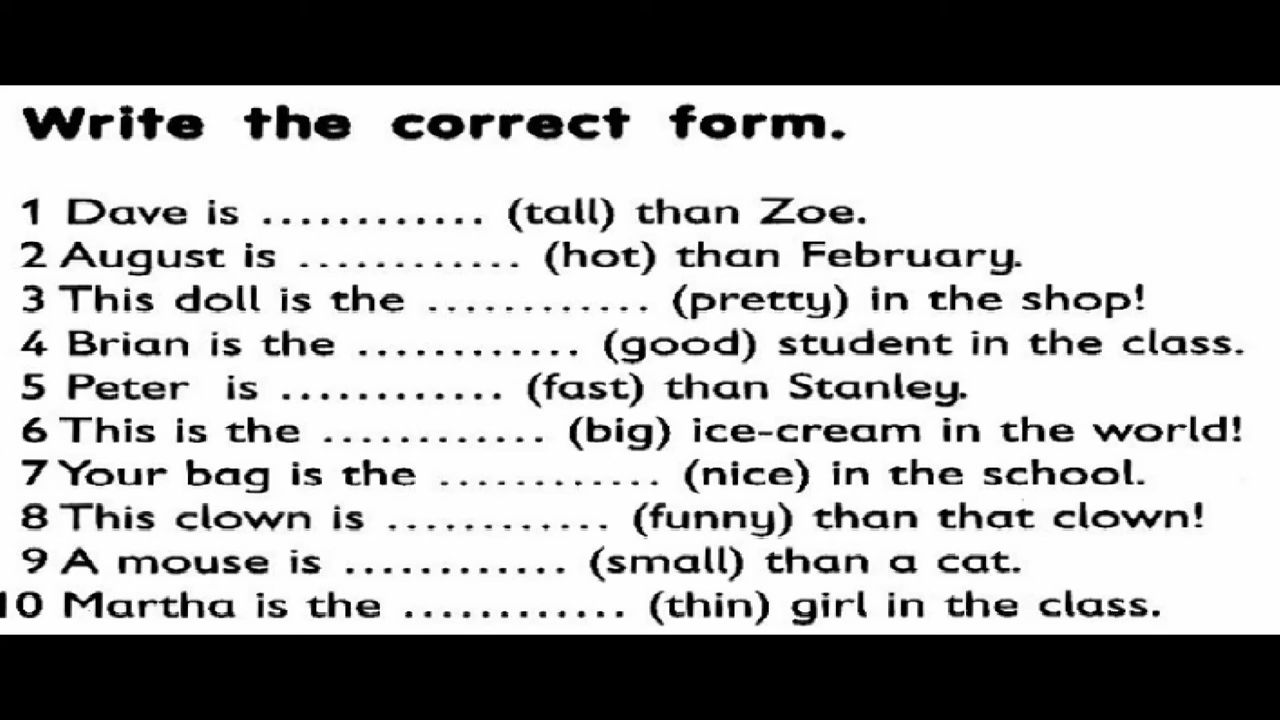 Write the correct form.
1 Dave is ............ (tall) than Zoe.
2 August is ............ (hot) than February.
3 This doll is the ............ (pretty) in the shop!
4 Brian is the ............ (good) student in the class.
5 Peter is ............ (fast) than Stanley.
6 This is the ............ (big) ice-cream in the world!
7 Your bag is the ............ (nice) in the school.
8 This clown is ............ (funny) than that clown!
9 A mouse is ............ (small) than a cat.
10 Martha is the ............ (thin) girl in the class.